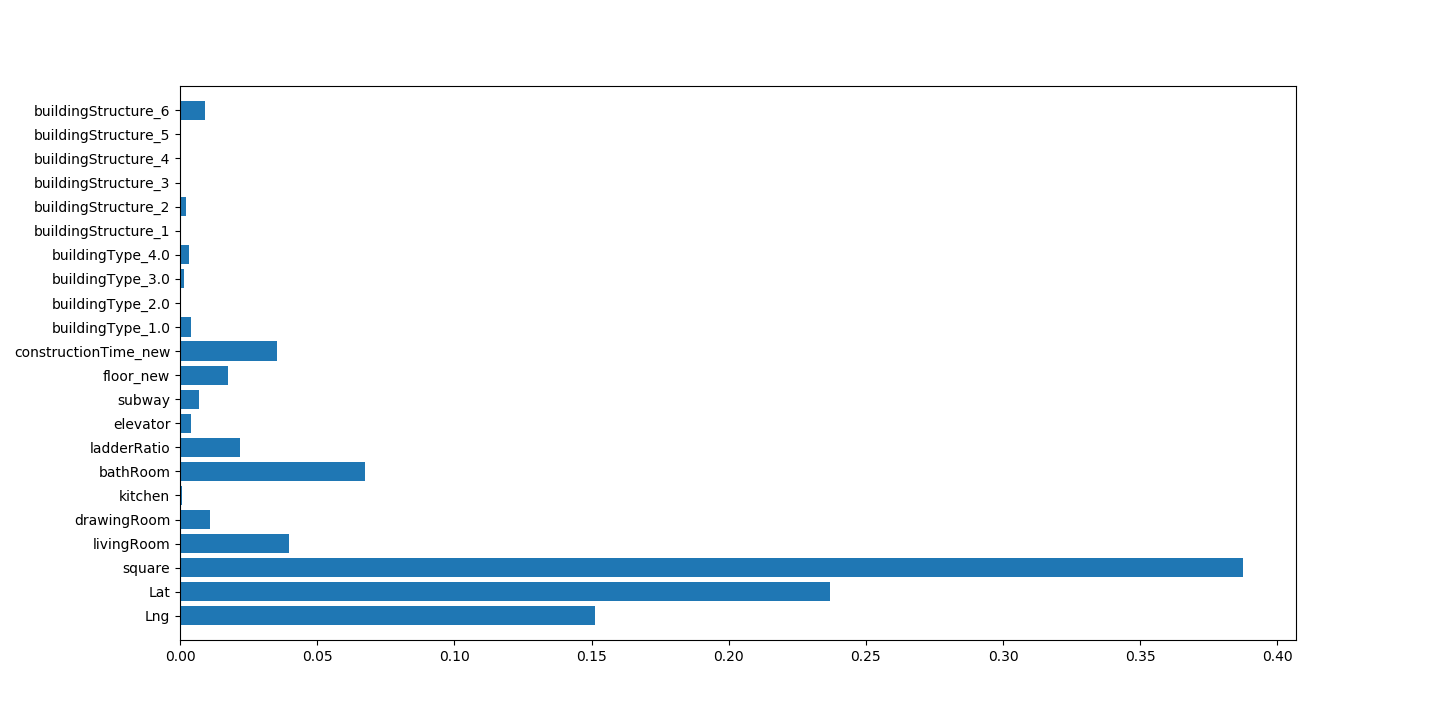 buildingStructure_6
buildingStructure_5
buildingStructure_4
buildingStructure_3
buildingStructure_2
buildingStructure_1
buildingType_4.0
buildingType_3.0
buildingType_2.0
buildingType_1.0
constructionTime_new
floor_new
subway
elevator
ladderRatio
bathRoom
kitchen
drawingRoom
livingRoom
square
Lat
Lng
0.00 0.05 0.10 0.15 0.20 0.25 0.30 0.35 0.40